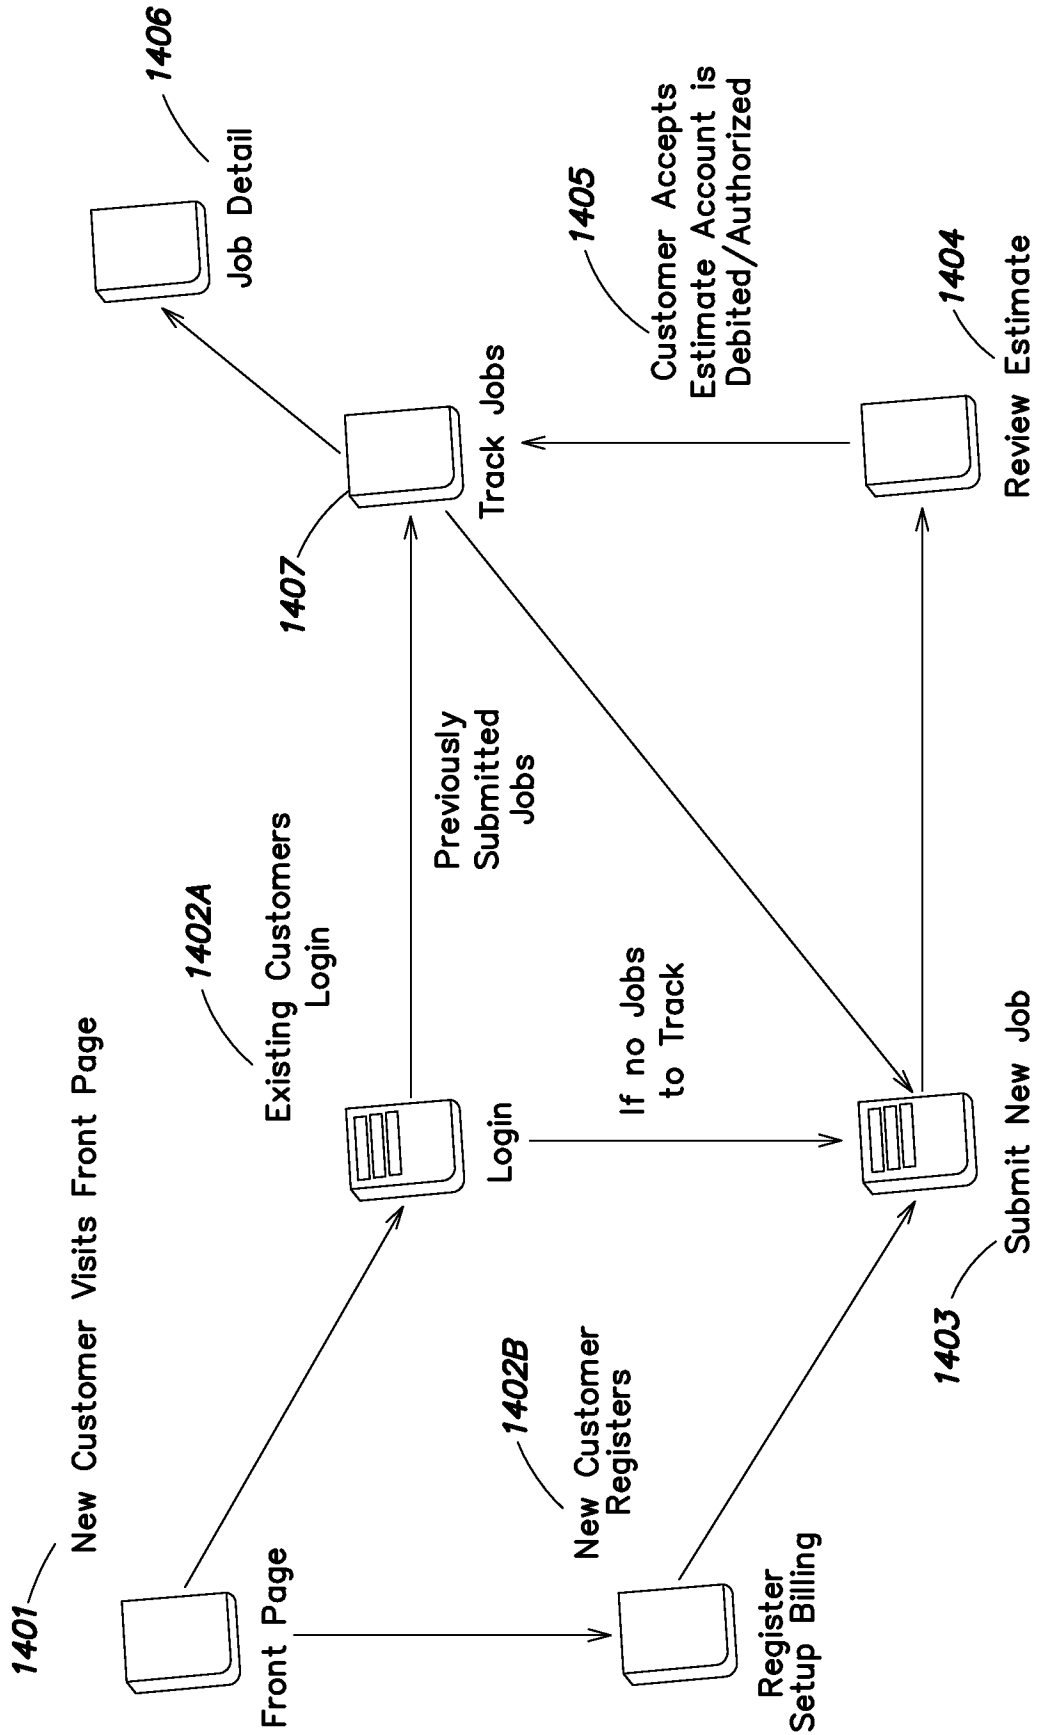 1401
New Customer Visits Front Page
Front Page
1402A
Existing Customers
Login
Login
Previously
Submitted
Jobs
1407
Track Jobs
1406
Job Detail
1402B
New Customer
Registers
Register
Setup Billing
If no Jobs
to Track
1405
Customer Accepts
Estimate Account is
Debited/Authorized
1403
Submit New Job
1404
Review Estimate